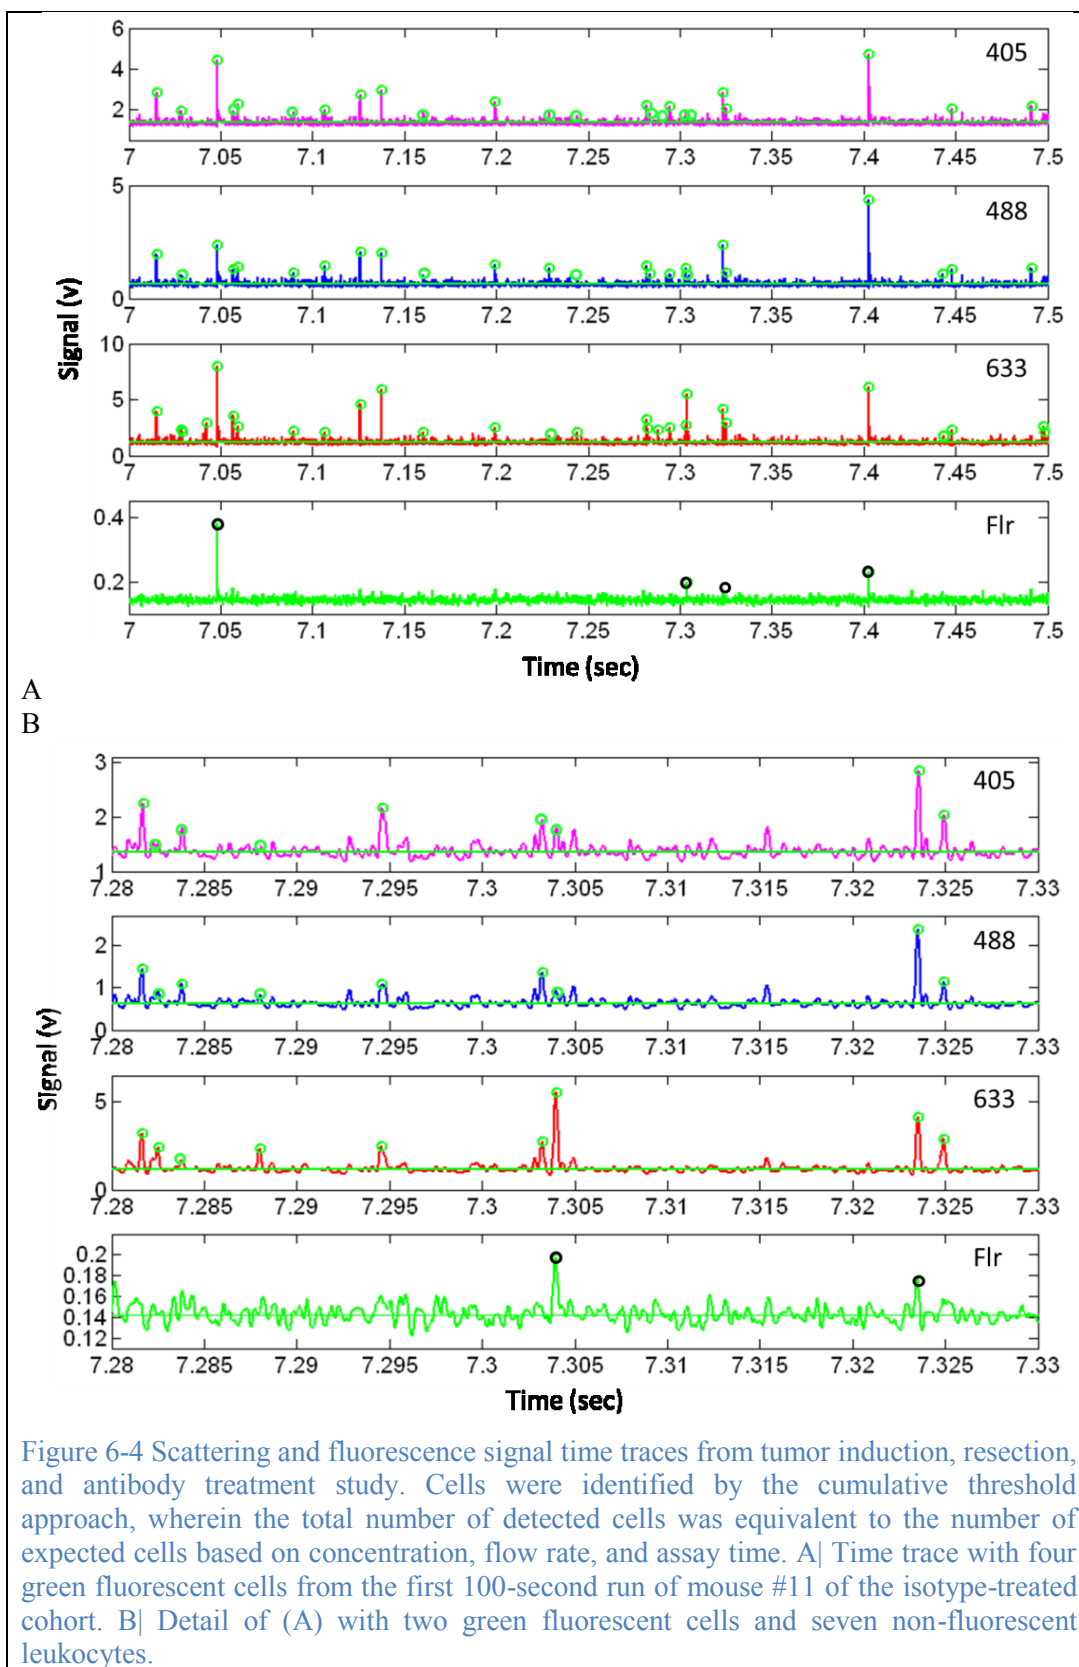 6
4
2
405
7 7.05 7.1 7.15 7.2 7.25 7.3 7.35 7.4 7.45 7.5
5
0
488
7 7.05 7.1 7.15 7.2 7.25 7.3 7.35 7.4 7.45 7.5
Signal (v)
10
5
0
633
7 7.05 7.1 7.15 7.2 7.25 7.3 7.35 7.4 7.45 7.5
0.4
0.2
Flr
7 7.05 7.1 7.15 7.2 7.25 7.3 7.35 7.4 7.45 7.5
Time (sec)
A
B
3
2
1
405
7.28 7.285 7.29 7.295 7.3 7.305 7.31 7.315 7.32 7.325 7.33
2
1
0
488
7.28 7.285 7.29 7.295 7.3 7.305 7.31 7.315 7.32 7.325 7.33
Signal (v)
5
0
633
7.28 7.285 7.29 7.295 7.3 7.305 7.31 7.315 7.32 7.325 7.33
0.2
0.18
0.16
0.14
0.12
Flr
7.28 7.285 7.29 7.295 7.3 7.305 7.31 7.315 7.32 7.325 7.33
Time (sec)
Figure 6-4 Scattering and fluorescence signal time traces from tumor induction, resection,
and antibody treatment study. Cells were identified by the cumulative threshold
approach, wherein the total number of detected cells was equivalent to the number of
expected cells based on concentration, flow rate, and assay time. A| Time trace with four
green fluorescent cells from the first 100-second run of mouse #11 of the isotype-treated
cohort. B| Detail of (A) with two green fluorescent cells and seven non-fluorescent
leukocytes.